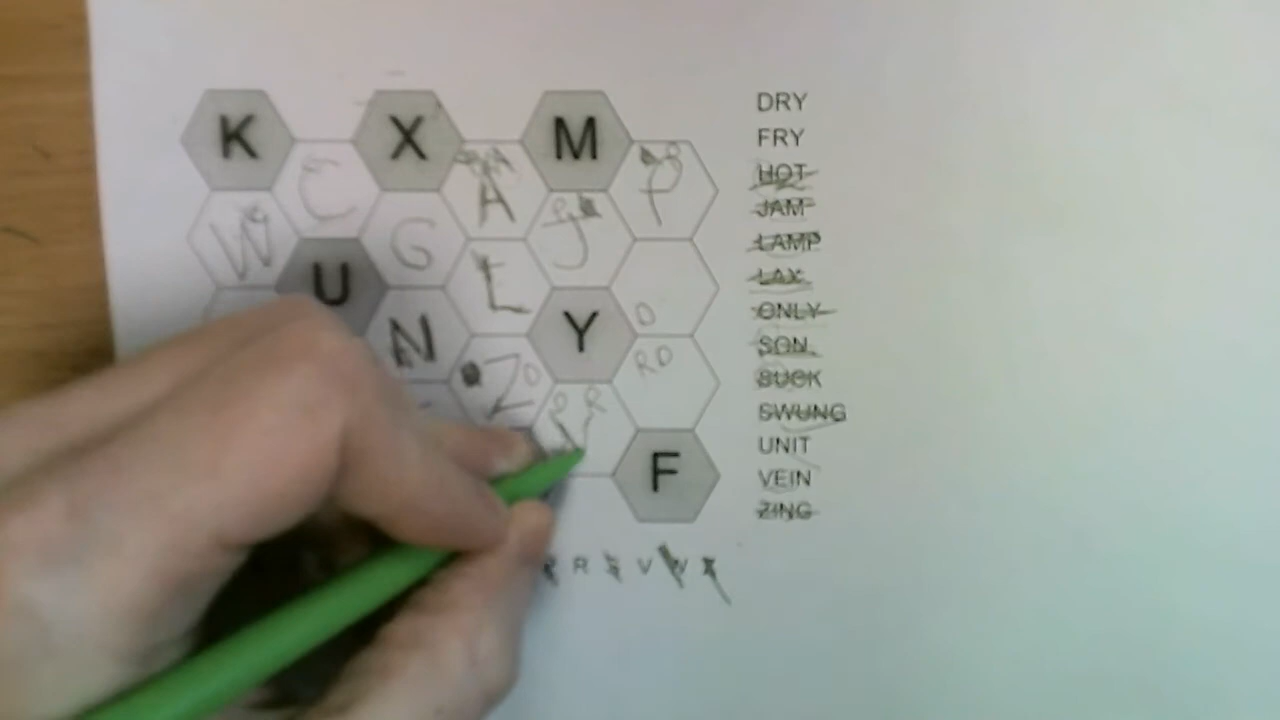 K X M
C A P
W G J
U L
N Y O
Z O R D
R
F
DRY
FRY
HOT
JAM
LAMP
LAX
ONLY
SON
SUCK
SWUNG
UNIT
VEIN
ZING
R S V W X